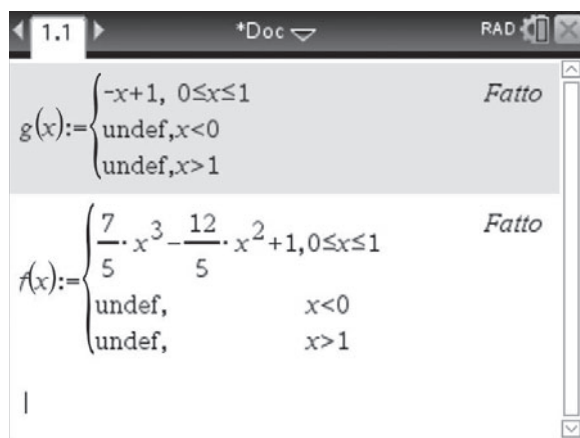 1.1 *Doc RAD
-x+1, 0≤x≤1 Fatto
g(x):= undef,x<0
undef,x>1
7/5·x^3-12/5·x^2+1,0≤x≤1 Fatto
f(x):= undef, x<0
undef, x>1